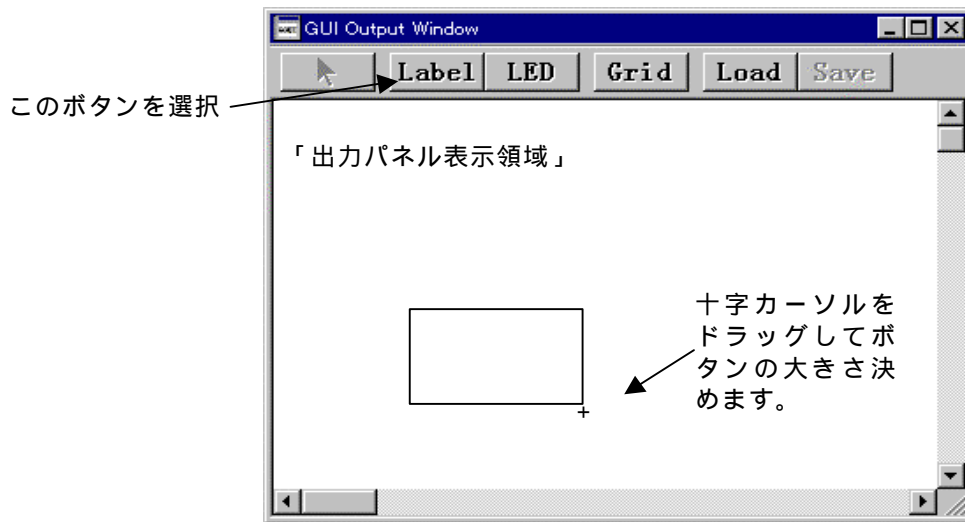 GUI Output Window
Label LED Grid Load Save
このボタンを選択
「出力パネル表示領域」
十字カーソルを
ドラッグしてボ
タンの大きさ決
めます。